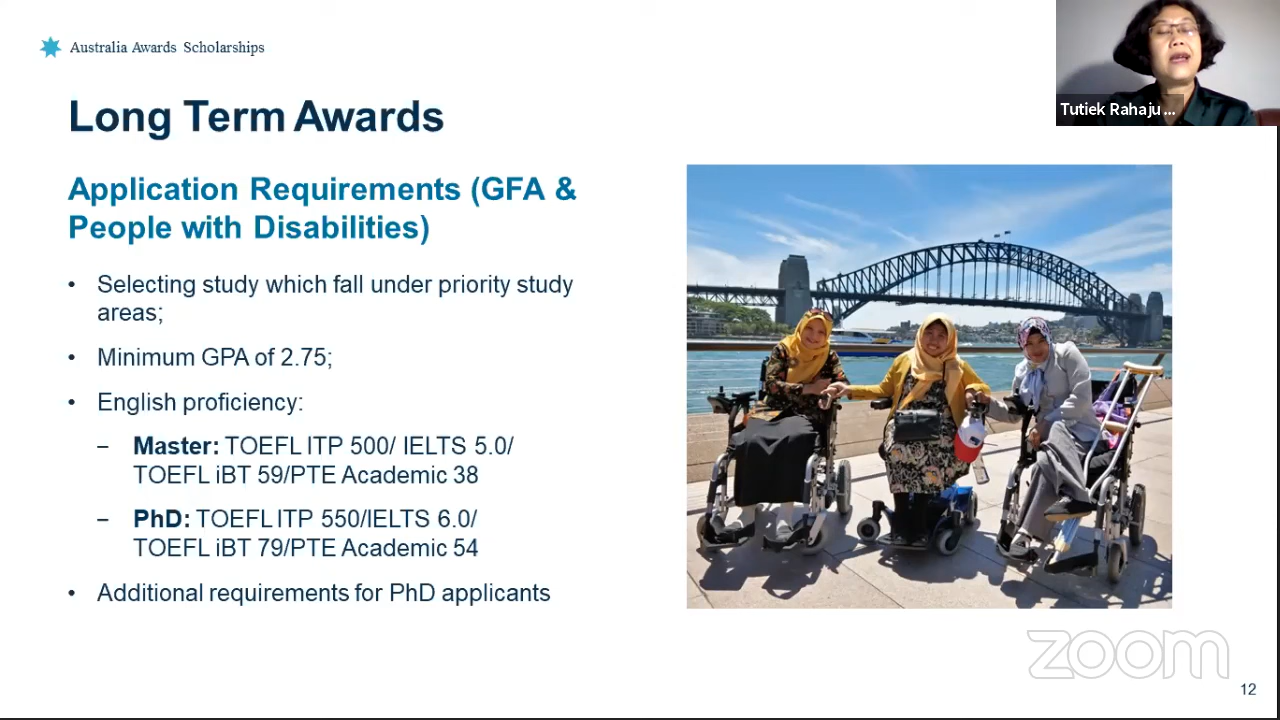 Australia Awards Scholarships
Tutiek Rahaju ...
Long Term Awards
Application Requirements (GFA &
People with Disabilities)
• Selecting study which fall under priority study
areas;
• Minimum GPA of 2.75;
• English proficiency:
– Master: TOEFL ITP 500/ IELTS 5.0/
TOEFL iBT 59/PTE Academic 38
– PhD: TOEFL ITP 550/IELTS 6.0/
TOEFL iBT 79/PTE Academic 54
• Additional requirements for PhD applicants
zoom
12